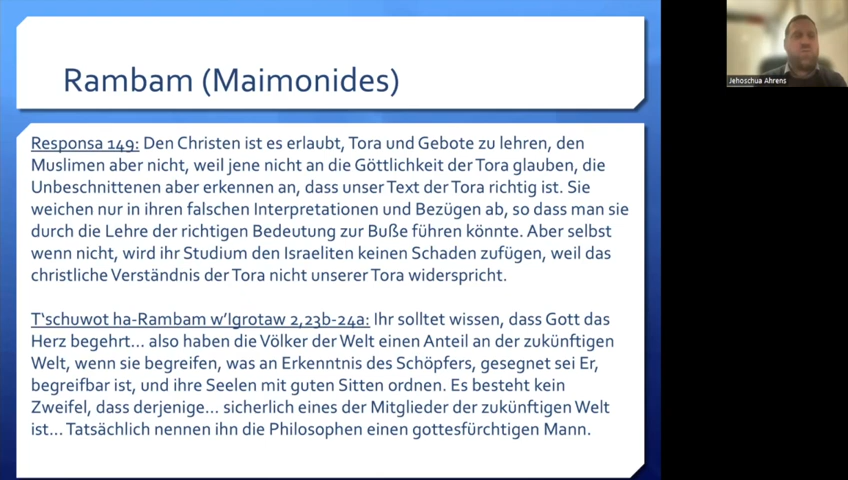 Rambam (Maimonides)
Responsa 149: Den Christen ist es erlaubt, Tora und Gebote zu lehren, den
Muslimen aber nicht, weil jene nicht an die Göttlichkeit der Tora glauben, die
Unbeschnittenen aber erkennen an, dass unser Text der Tora richtig ist. Sie
weichen nur in ihren falschen Interpretationen und Bezügen ab, so dass man sie
durch die Lehre der richtigen Bedeutung zur Buße führen könnte. Aber selbst
wenn nicht, wird ihr Studium den Israeliten keinen Schaden zufügen, weil das
christliche Verständnis der Tora nicht unserer Tora widerspricht.
T‘schuwot ha-Rambam w’Igrotaw 2,23b-24a: Ihr solltet wissen, dass Gott das
Herz begehrt... also haben die Völker der Welt einen Anteil an der zukünftigen
Welt, wenn sie begreifen, was an Erkenntnis des Schöpfers, gesegnet sei Er,
begreifbar ist, und ihre Seelen mit guten Sitten ordnen. Es besteht kein
Zweifel, dass derjenige... sicherlich eines der Mitglieder der zukünftigen Welt
ist... Tatsächlich nennen ihn die Philosophen einen gottesfürchtigen Mann.
Jehoschua Ahrens